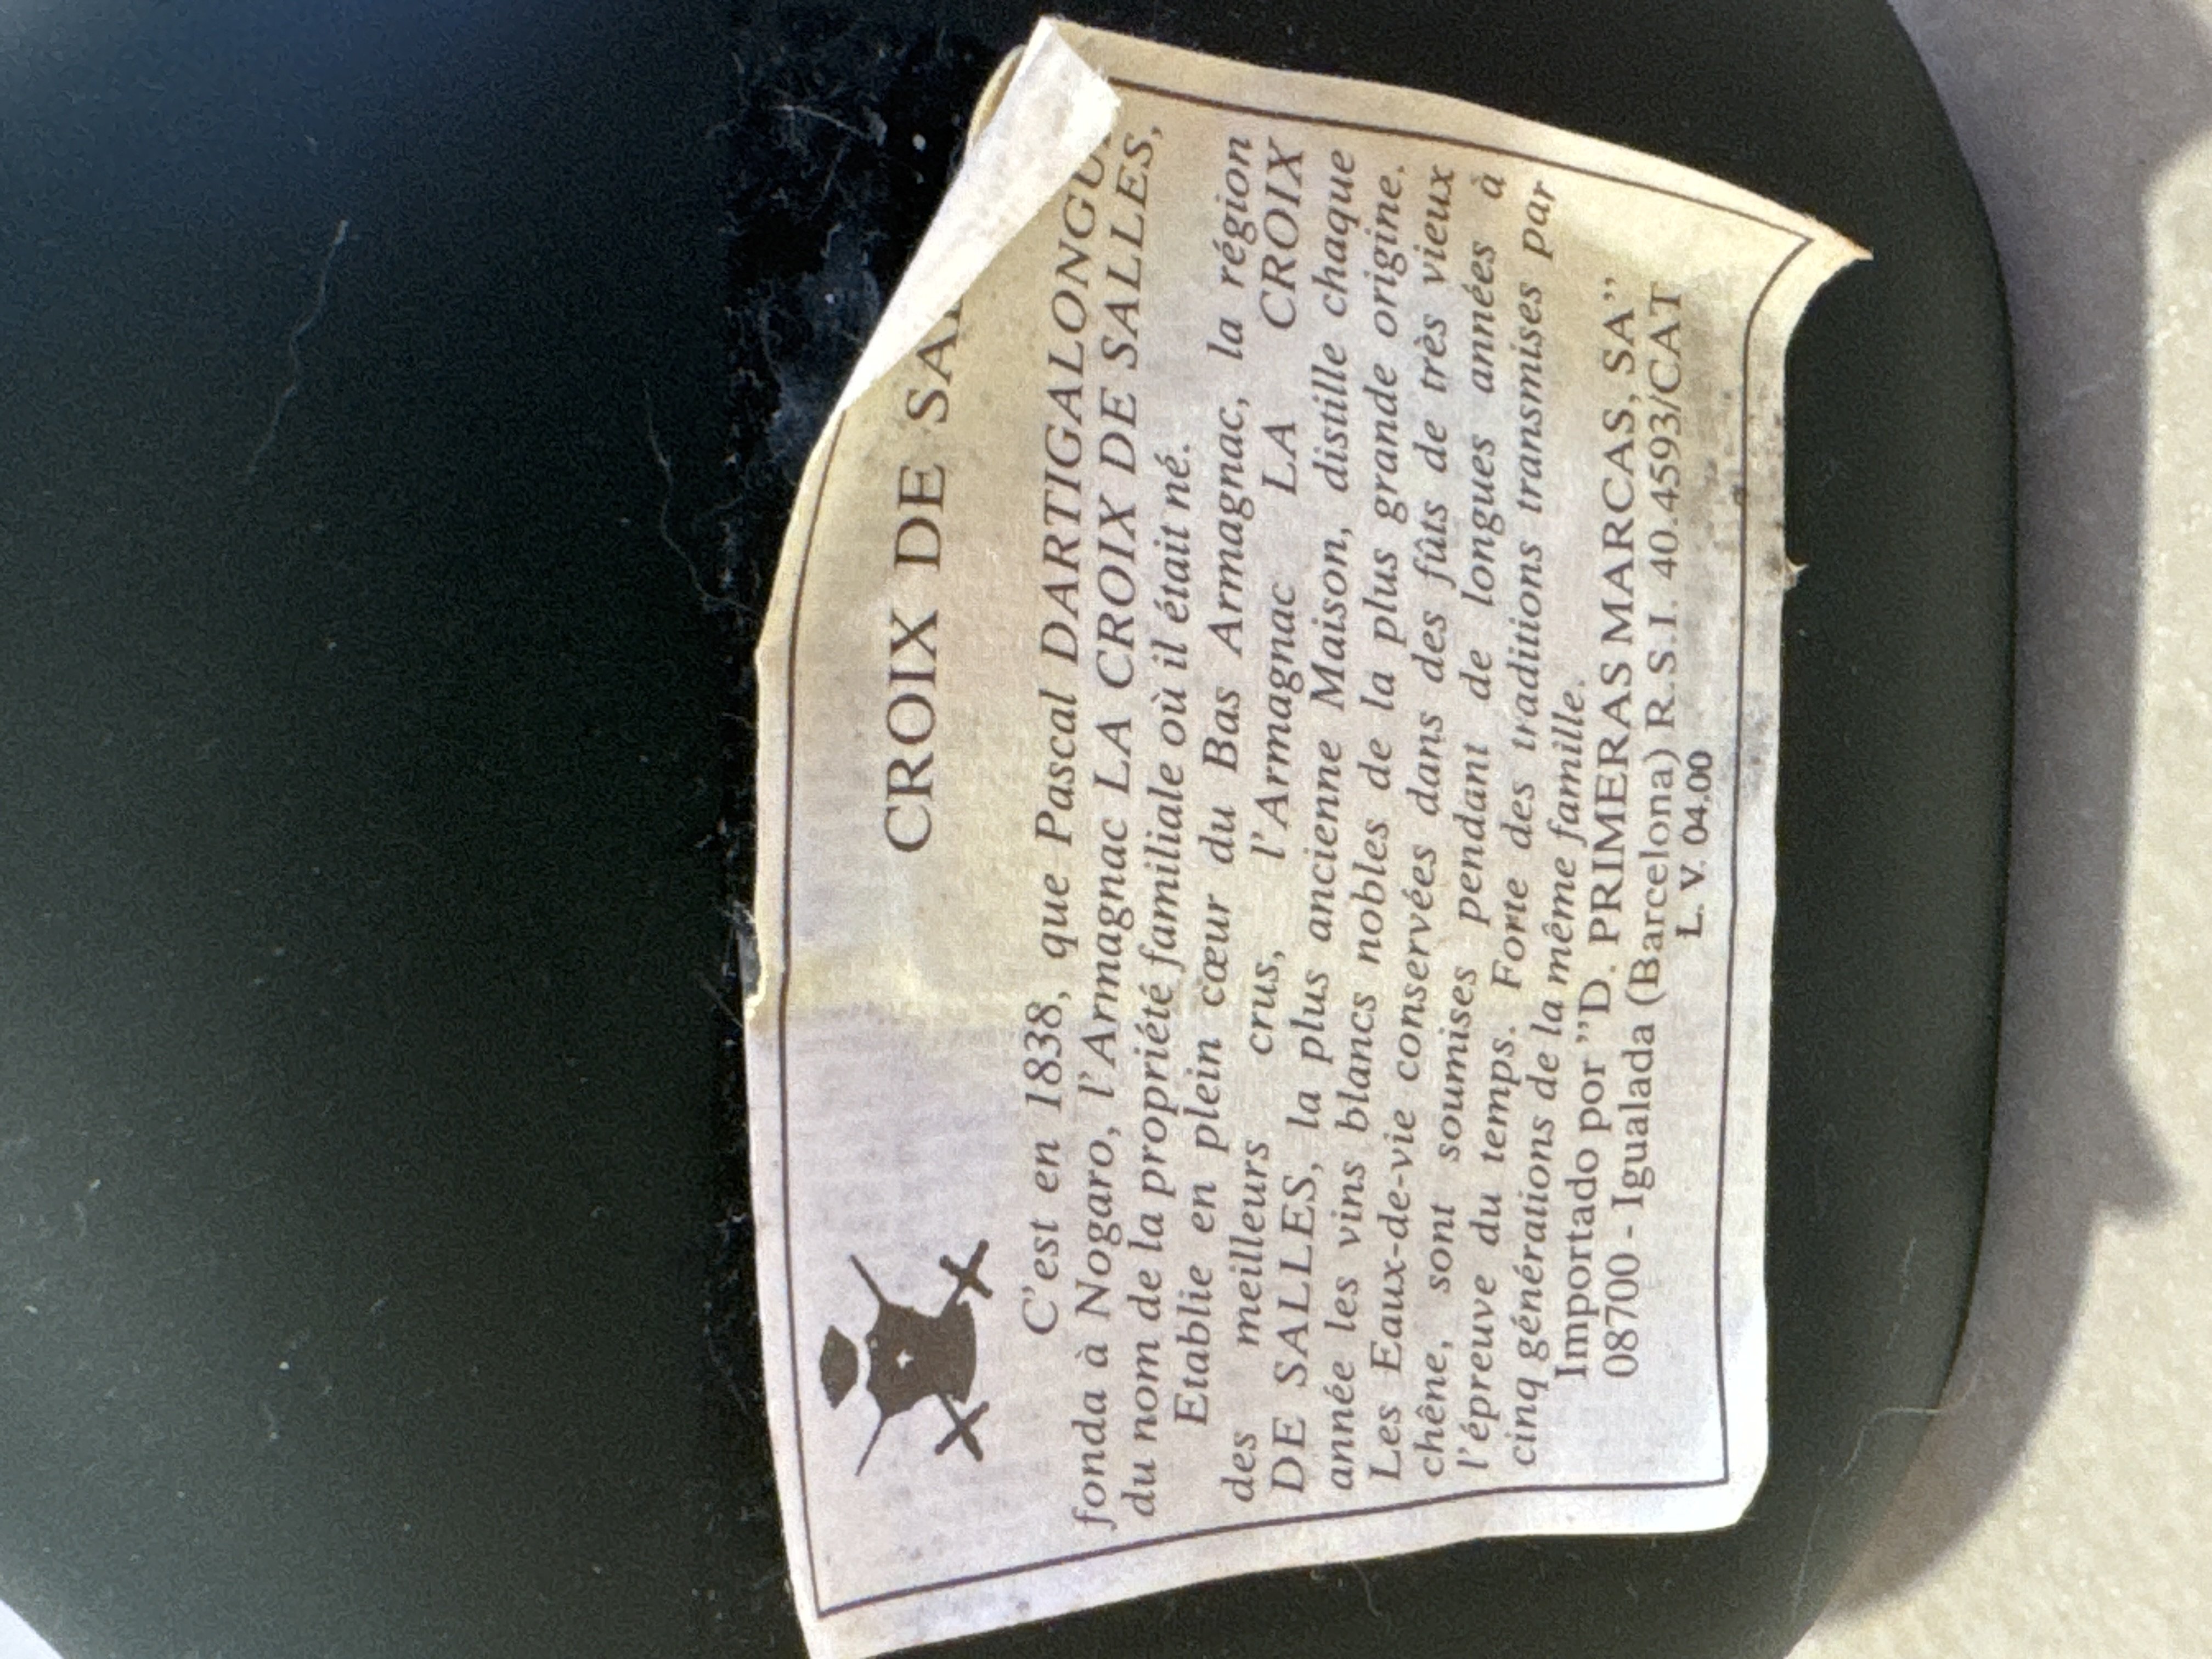 CROIX DE
C'est en 1838, que Pascal
fonda à Nogaro, l'Armagnac LA CROIX DE SALLES,
du nom de la propriété familiale où il était né.
Etablie en plein cœur du Bas Armagnac, la région
des meilleurs crus, l'Armagnac LA CROIX
DE SALLES, la plus ancienne Maison, distille chaque
année les vins blancs nobles de la plus grande origine.
Les Eaux-de-vie conservées dans des fûts de très vieux
chêne, sont soumises pendant de longues années à
l'épreuve du temps. Forte des traditions transmises par
cinq générations de la même famille.
Importado por "D. PRIMERAS MARCAS, SA"
08700 - Igualada (Barcelona) R.S.I. 40.4593/CAT
L. V. 04.00